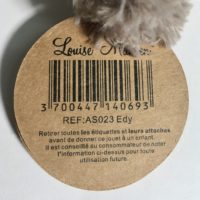 Louise
3 700447 140693
REF:AS023 Edy
Retirer toutes les étiquettes et leurs attaches
avant de donner ce jouet à un enfant.
Il est conseillé au consommateur de noter
l'information ci-dessus pour toute
utilisation future.